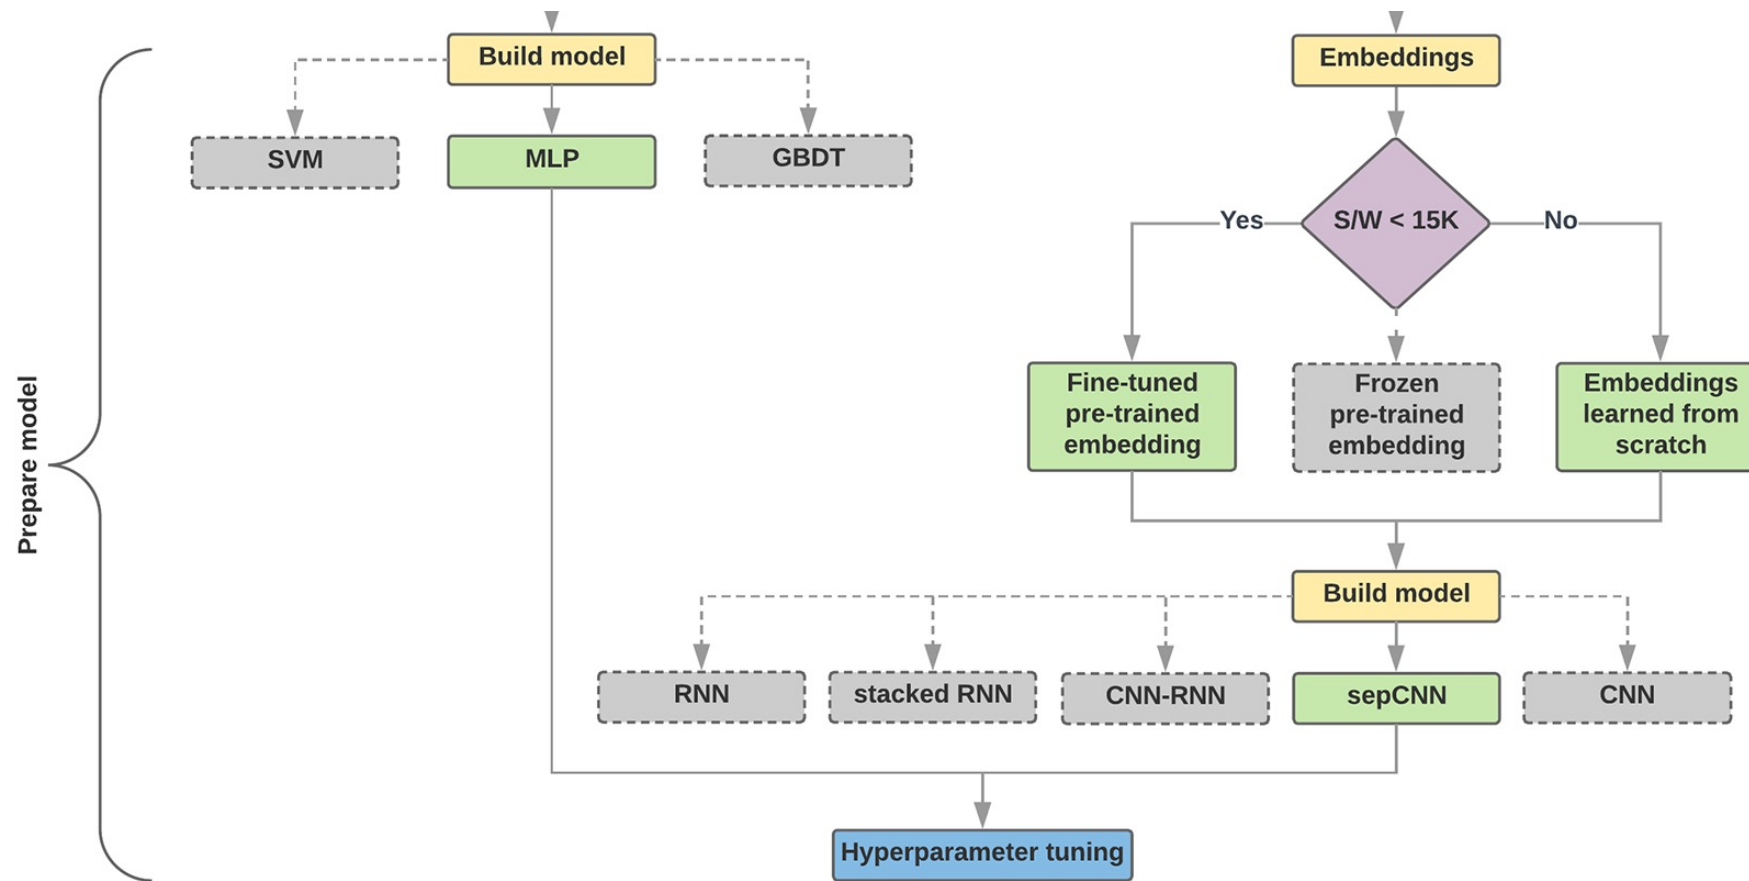 Build model
Embeddings
SVM
MLP
GBDT
Yes
S/W < 15K
No
Fine-tuned
pre-trained
embedding
Frozen
pre-trained
embedding
Embeddings
learned from
scratch
Prepare model
Build model
RNN
stacked RNN
CNN-RNN
sepCNN
CNN
Hyperparameter tuning